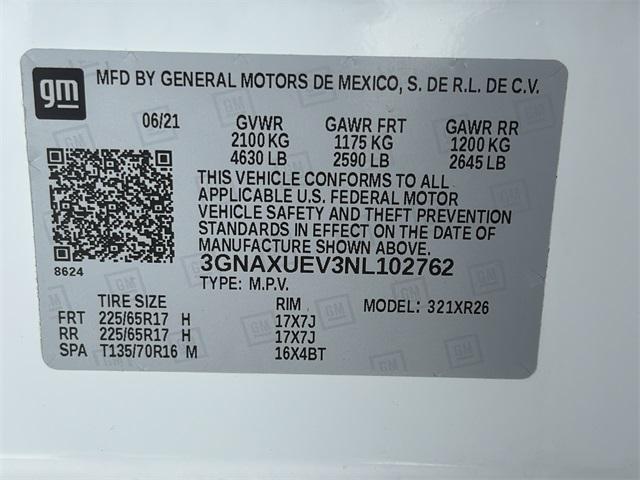 gm
MFD BY GENERAL MOTORS DE MEXICO, S. DE R.L. DE C.V.
06/21 GVWR GAWR FRT GAWR RR
2100 KG 1175 KG 1200 KG
4630 LB 2590 LB 2645 LB
THIS VEHICLE CONFORMS TO ALL
APPLICABLE U.S. FEDERAL MOTOR
VEHICLE SAFETY AND THEFT PREVENTION
STANDARDS IN EFFECT ON THE DATE OF
MANUFACTURE SHOWN ABOVE.
8624 3GNAXUEV3NL102762
TYPE: M.P.V.
TIRE SIZE RIM MODEL: 321XR26
FRT 225/65R17 H 17X7J
RR 225/65R17 H 17X7J
SPA T135/70R16 M 16X4BT